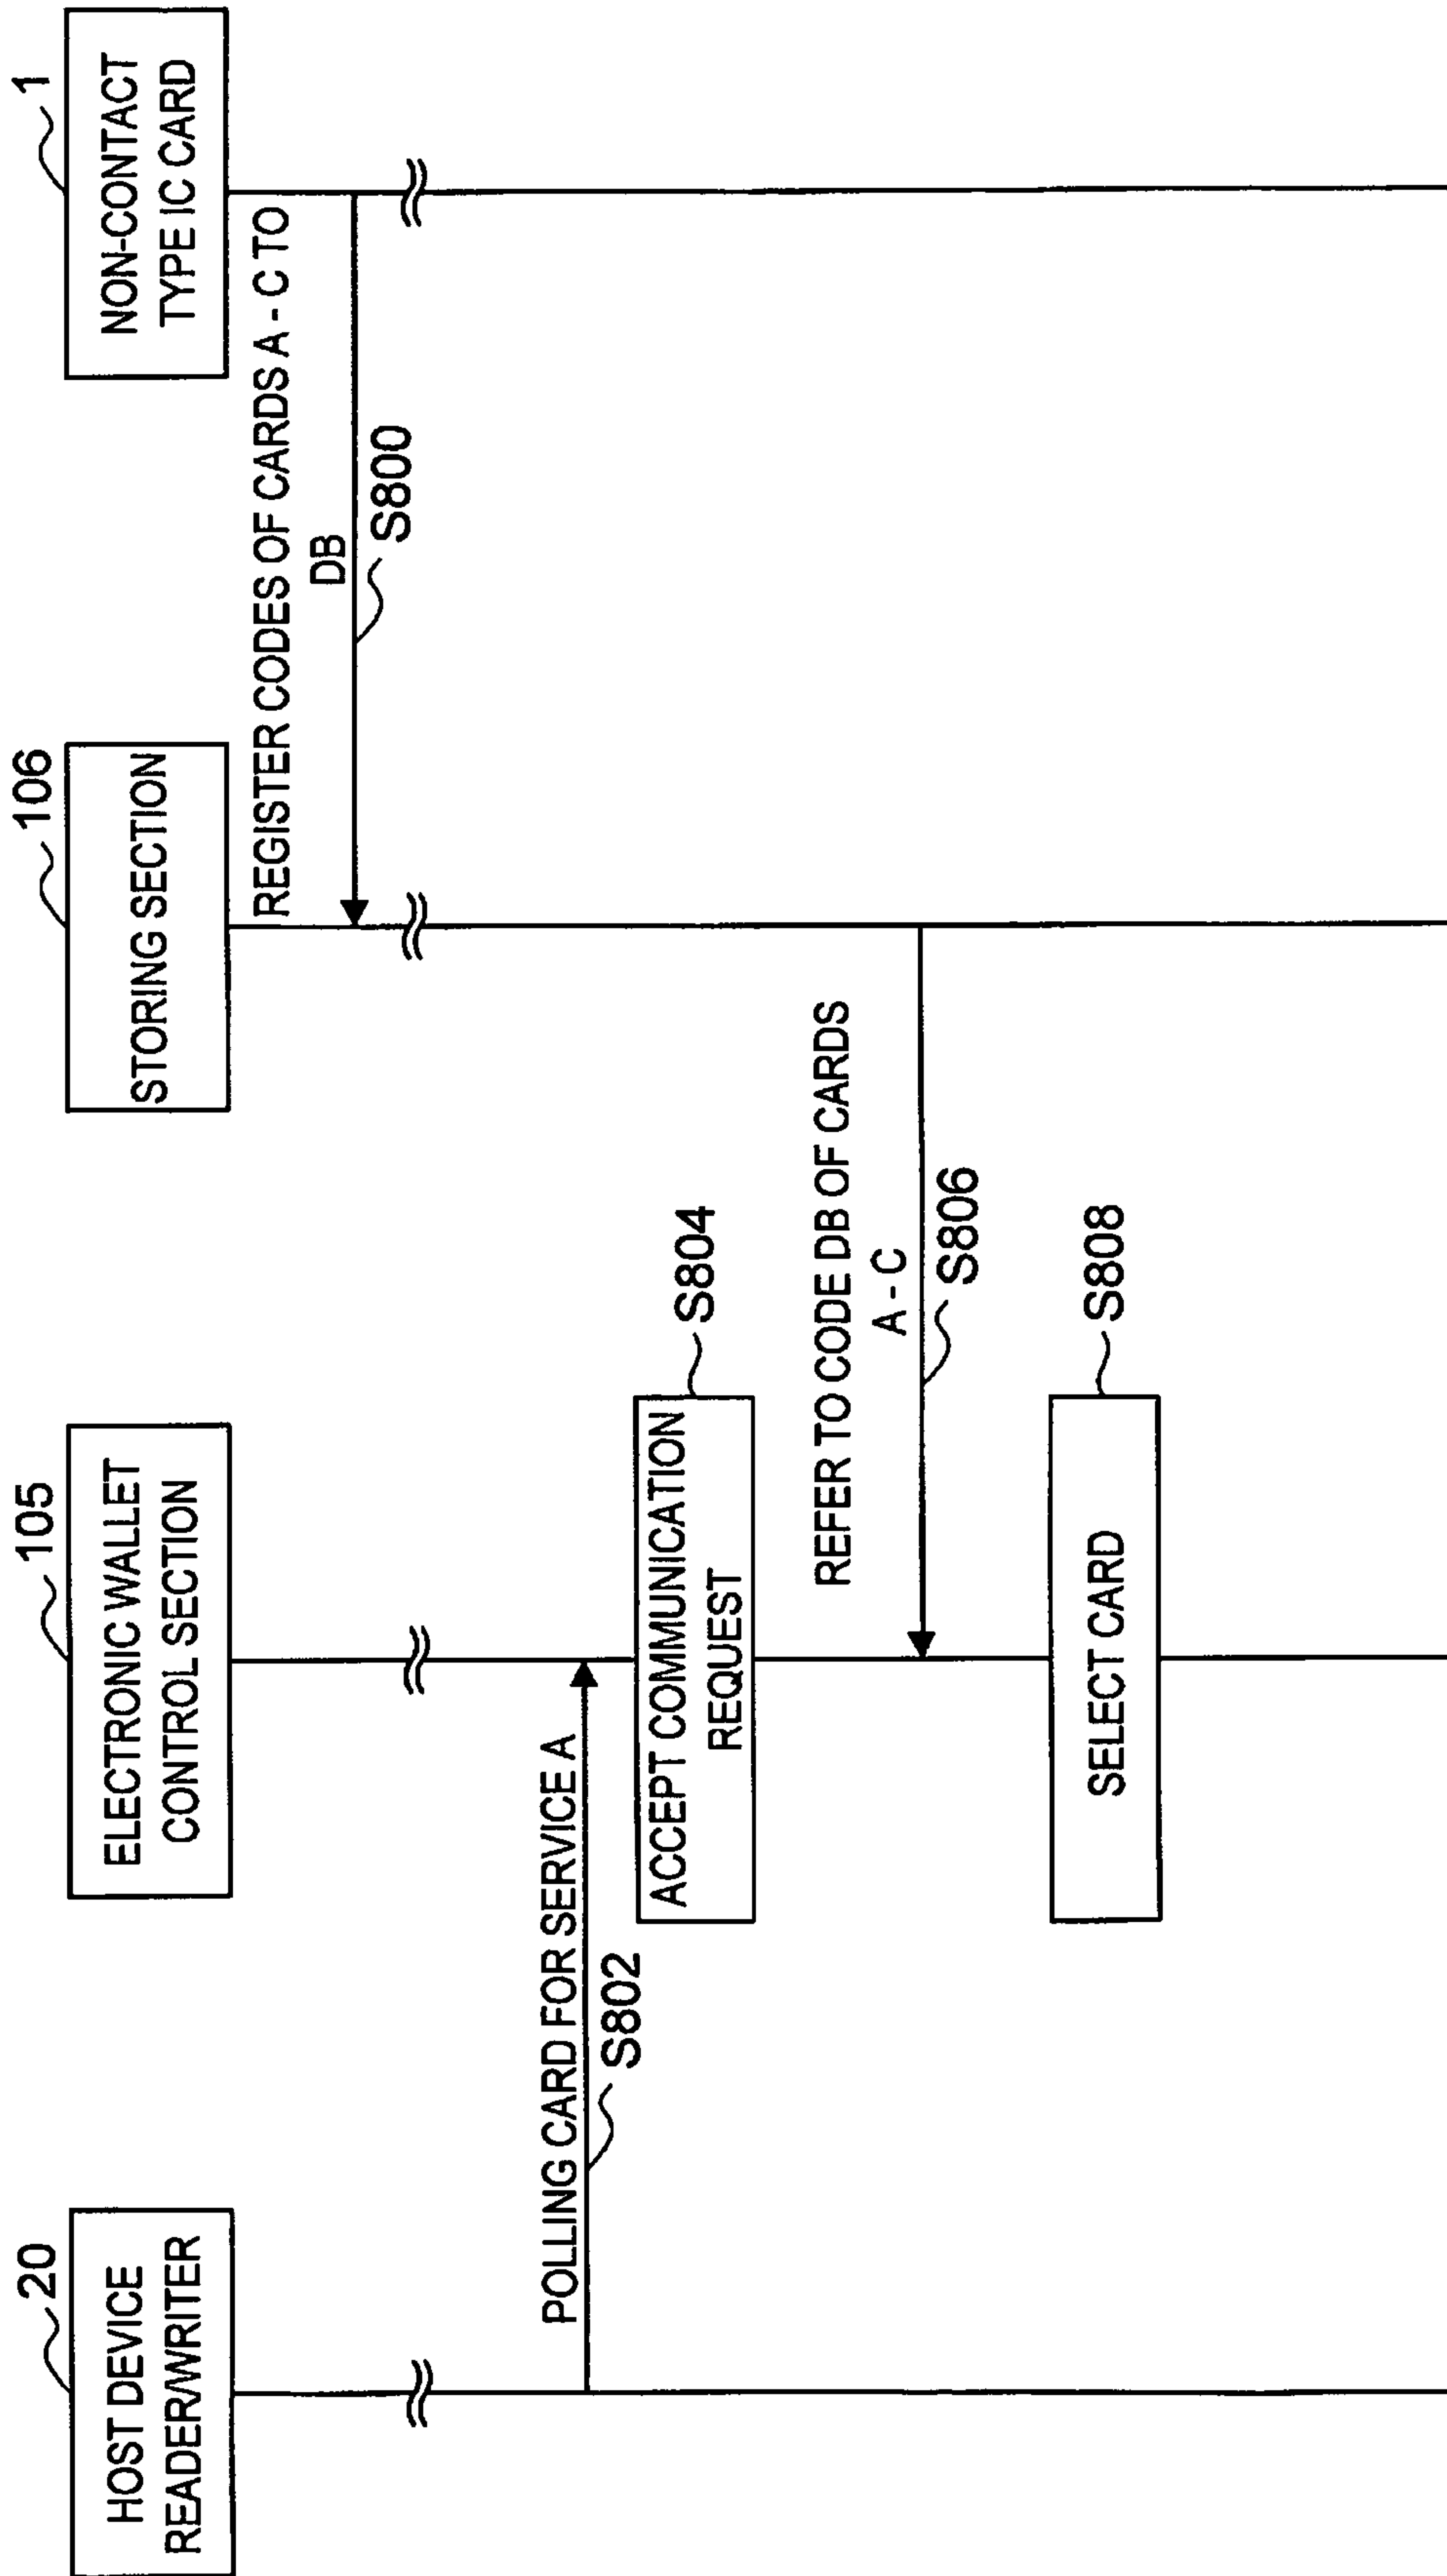 20
HOST DEVICE
READER/WRITER
105
ELECTRONIC WALLET
CONTROL SECTION
106
STORING SECTION
1
NON-CONTACT
TYPE IC CARD
REGISTER CODES OF CARDS A - C TO
DB
S800
POLLING CARD FOR SERVICE A
S802
ACCEPT COMMUNICATION
REQUEST
S804
REFER TO CODE DB OF CARDS
A - C
S806
SELECT CARD
S808